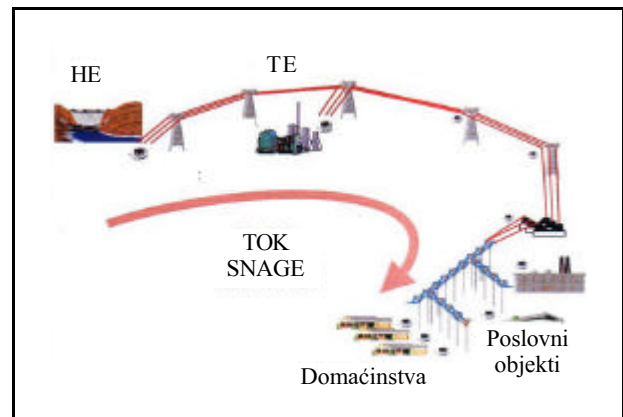 HE
TE
TOK
SNAGE
Poslovni
objekti
Domaćinstva